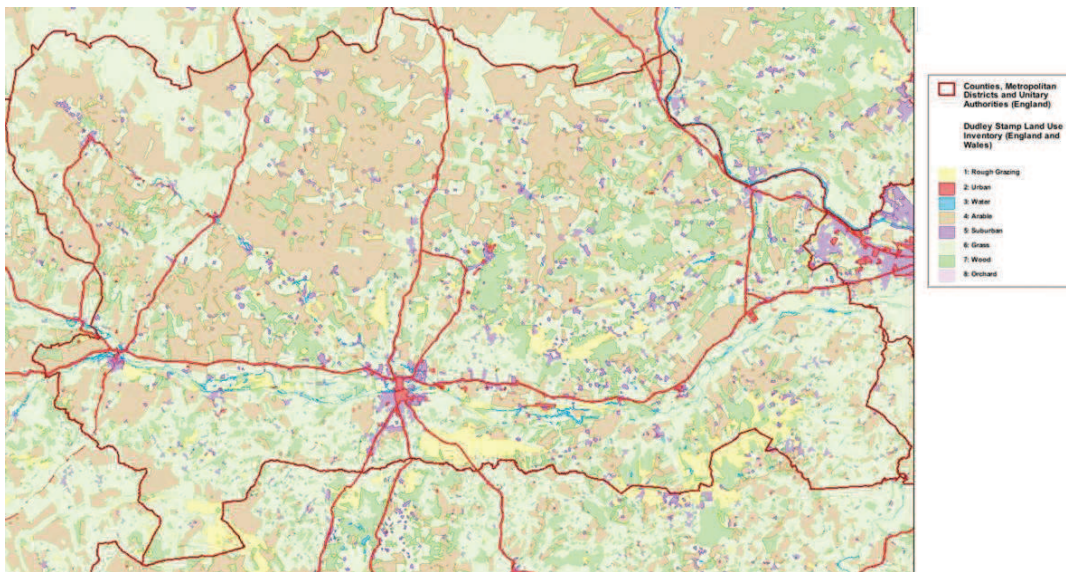 Counties, Metropolitan
Districts and Unitary
Authorities (England)
Dudley Stamp Land Use
Inventory (England and
Wales)
1: Rough Grazing
2: Urban
3: Water
4: Arable
5: Suburban
6: Grass
7: Wood
8: Orchard